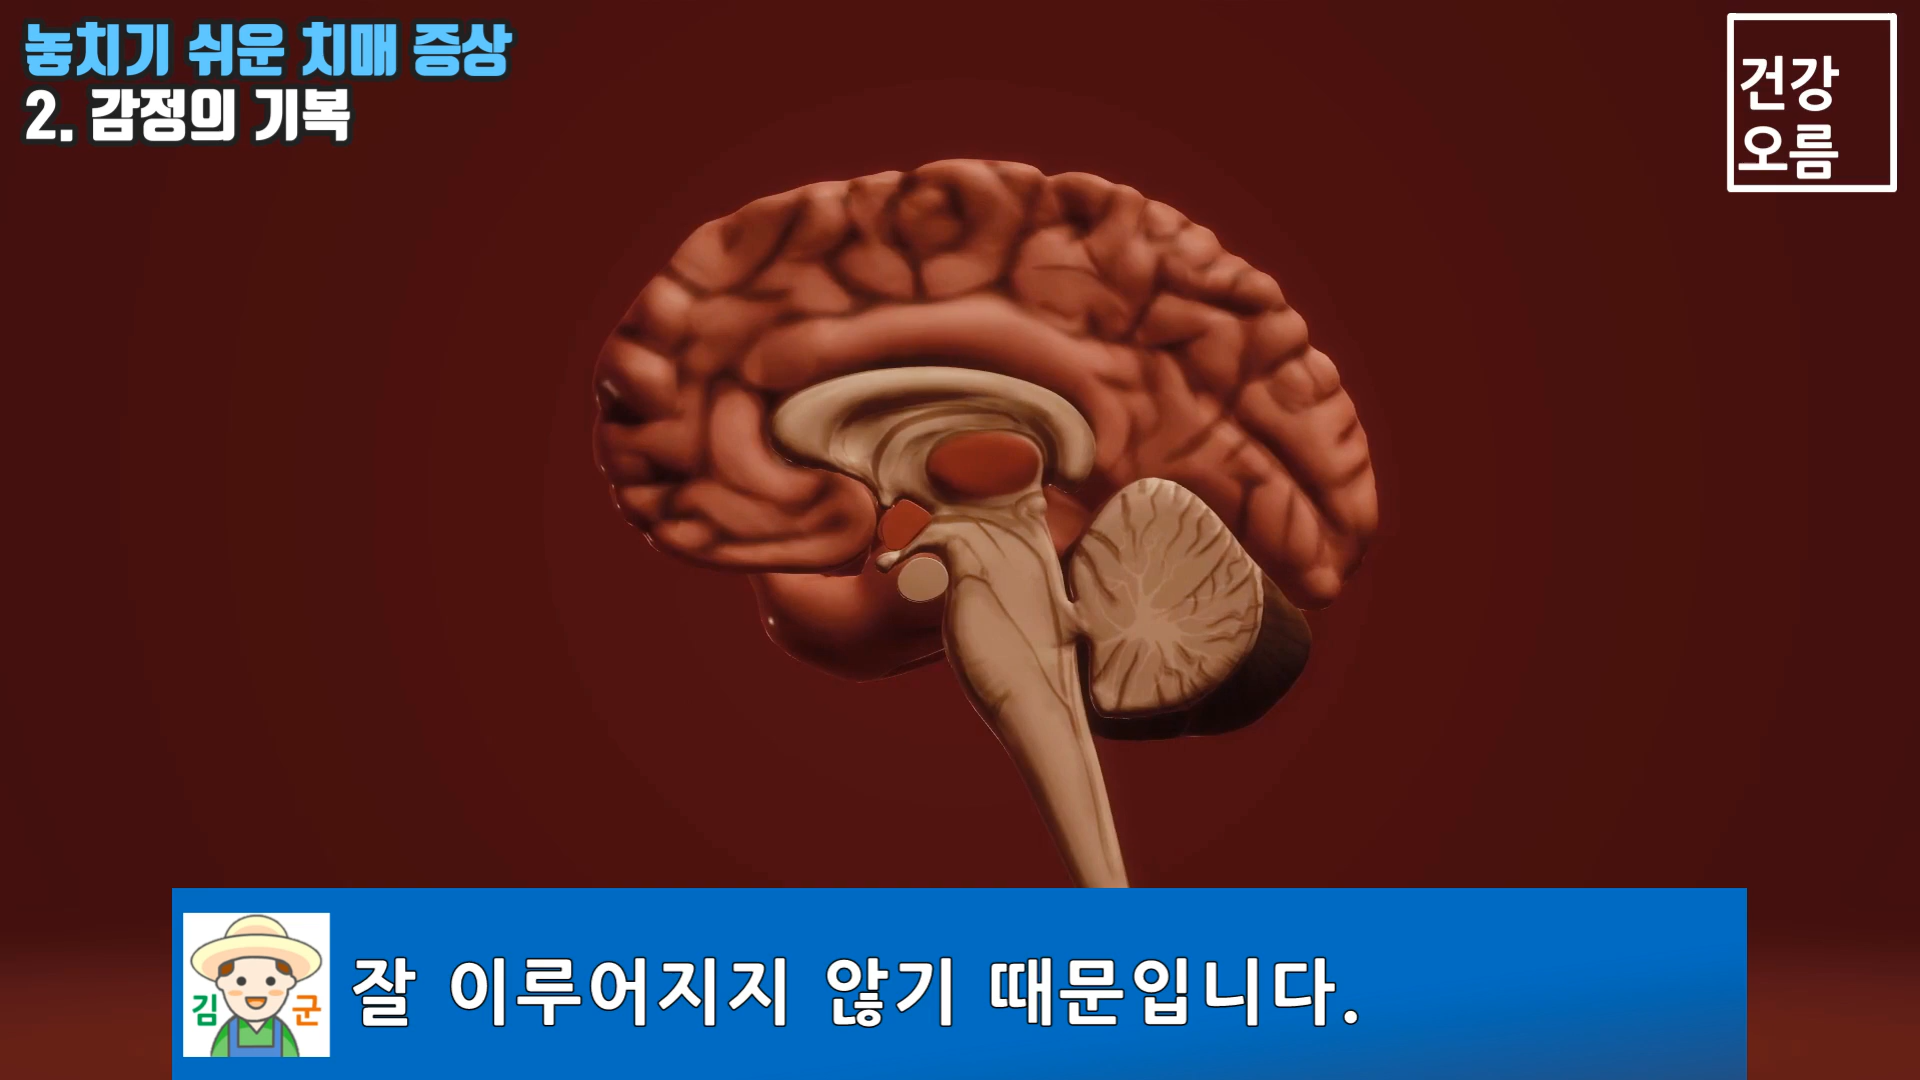 놓치기 쉬운 치매 증상
2. 감정의 기복
건강
오름
김 군
잘 이루어지지 않기 때문입니다.